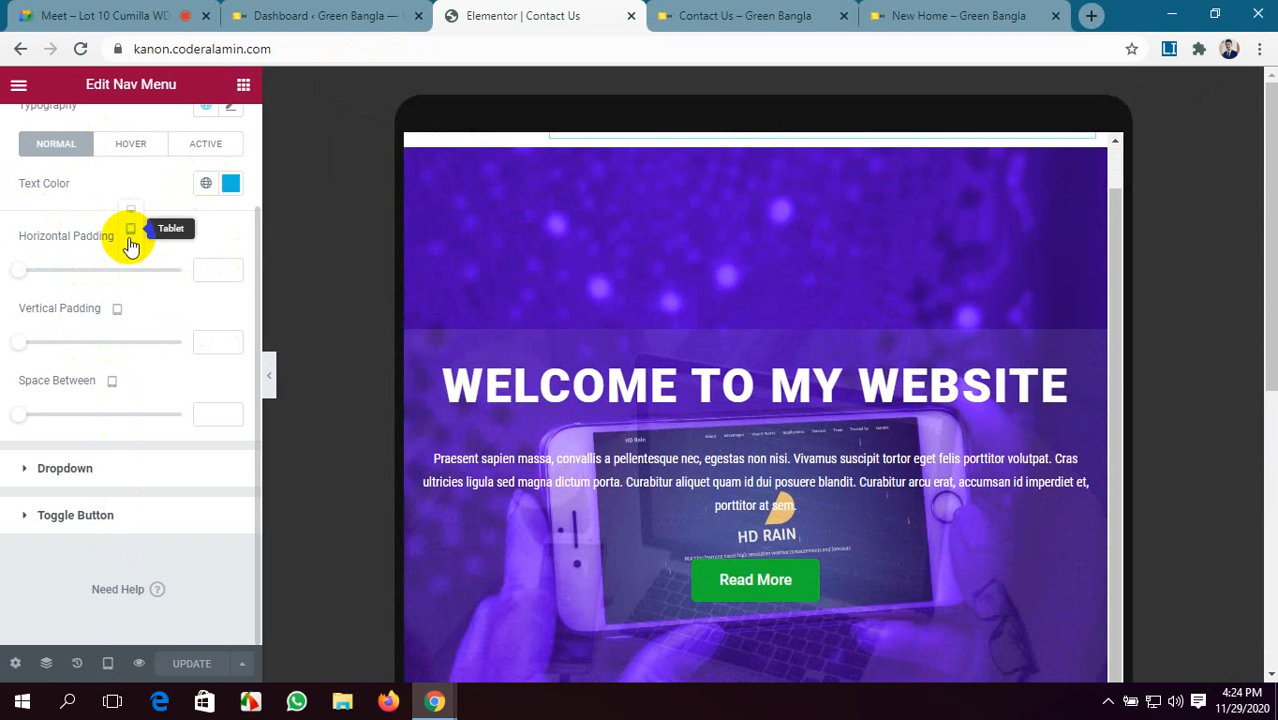 Meet – Lot 10 Cumilla WD
Dashboard ‹ Green Bangla —
Elementor | Contact Us
Contact Us – Green Bangla
New Home – Green Bangla
kanon.coderalamin.com
Edit Nav Menu
Typography
NORMAL HOVER ACTIVE
Text Color
Tablet
Horizontal Padding
Vertical Padding
Space Between
Dropdown
Toggle Button
Need Help
UPDATE
WELCOME TO MY WEBSITE
HD Rain
Praesent sapien massa, convallis a pellentesque nec, egestas non nisi. Vivamus suscipit tortor eget felis porttitor volutpat. Cras
ultricies ligula sed magna dictum porta. Curabitur aliquet quam id dui posuere blandit. Curabitur arcu erat, accumsan id imperdiet et,
porttitor at sem.
HD RAIN
Read More
4:24 PM
11/29/2020